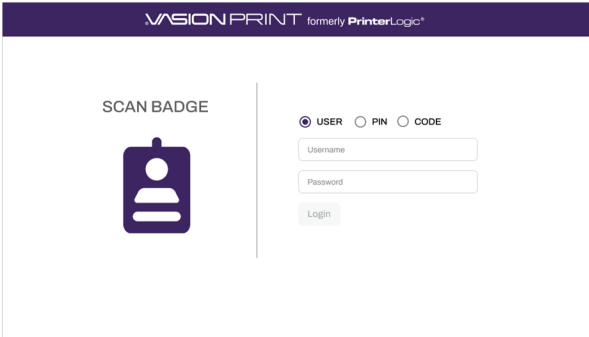 VASION PRINT formerly PrinterLogic®
SCAN BADGE
USER PIN CODE
Username
Password
Login